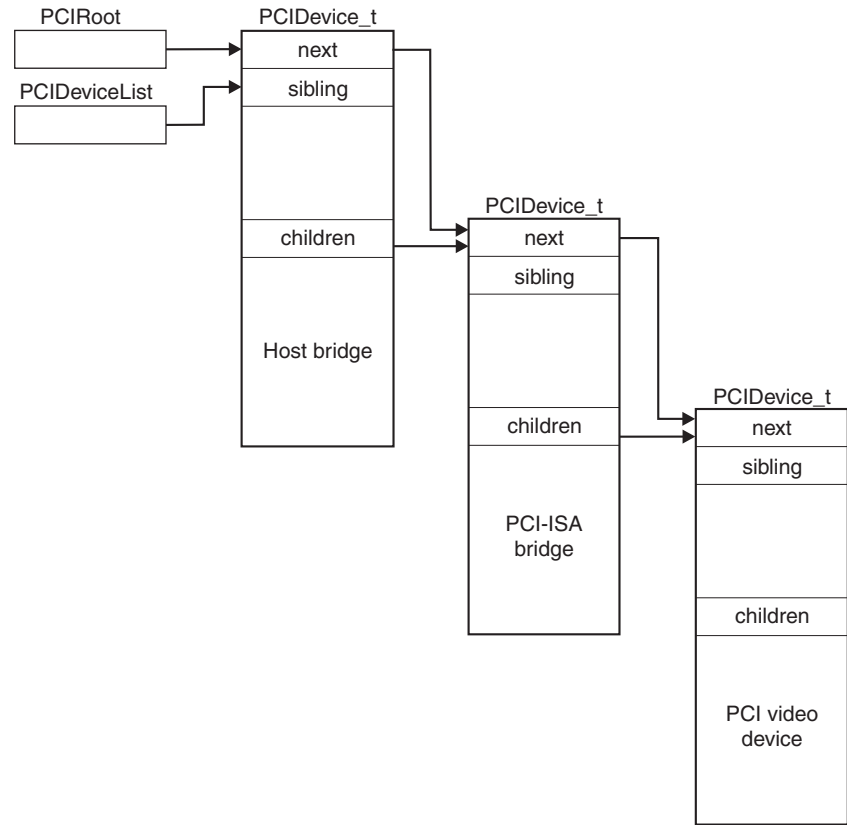 PCIRoot
PCIDevice_t
next
PCIDeviceList
sibling
children
Host bridge
PCIDevice_t
next
sibling
children
PCI-ISA
bridge
PCIDevice_t
next
sibling
children
PCI video
device